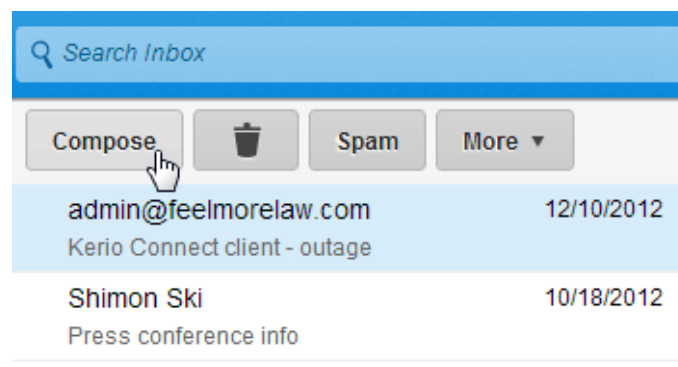 Search Inbox
Compose Spam More
admin@feelmorelaw.com 12/10/2012
Kerio Connect client - outage
Shimon Ski 10/18/2012
Press conference info